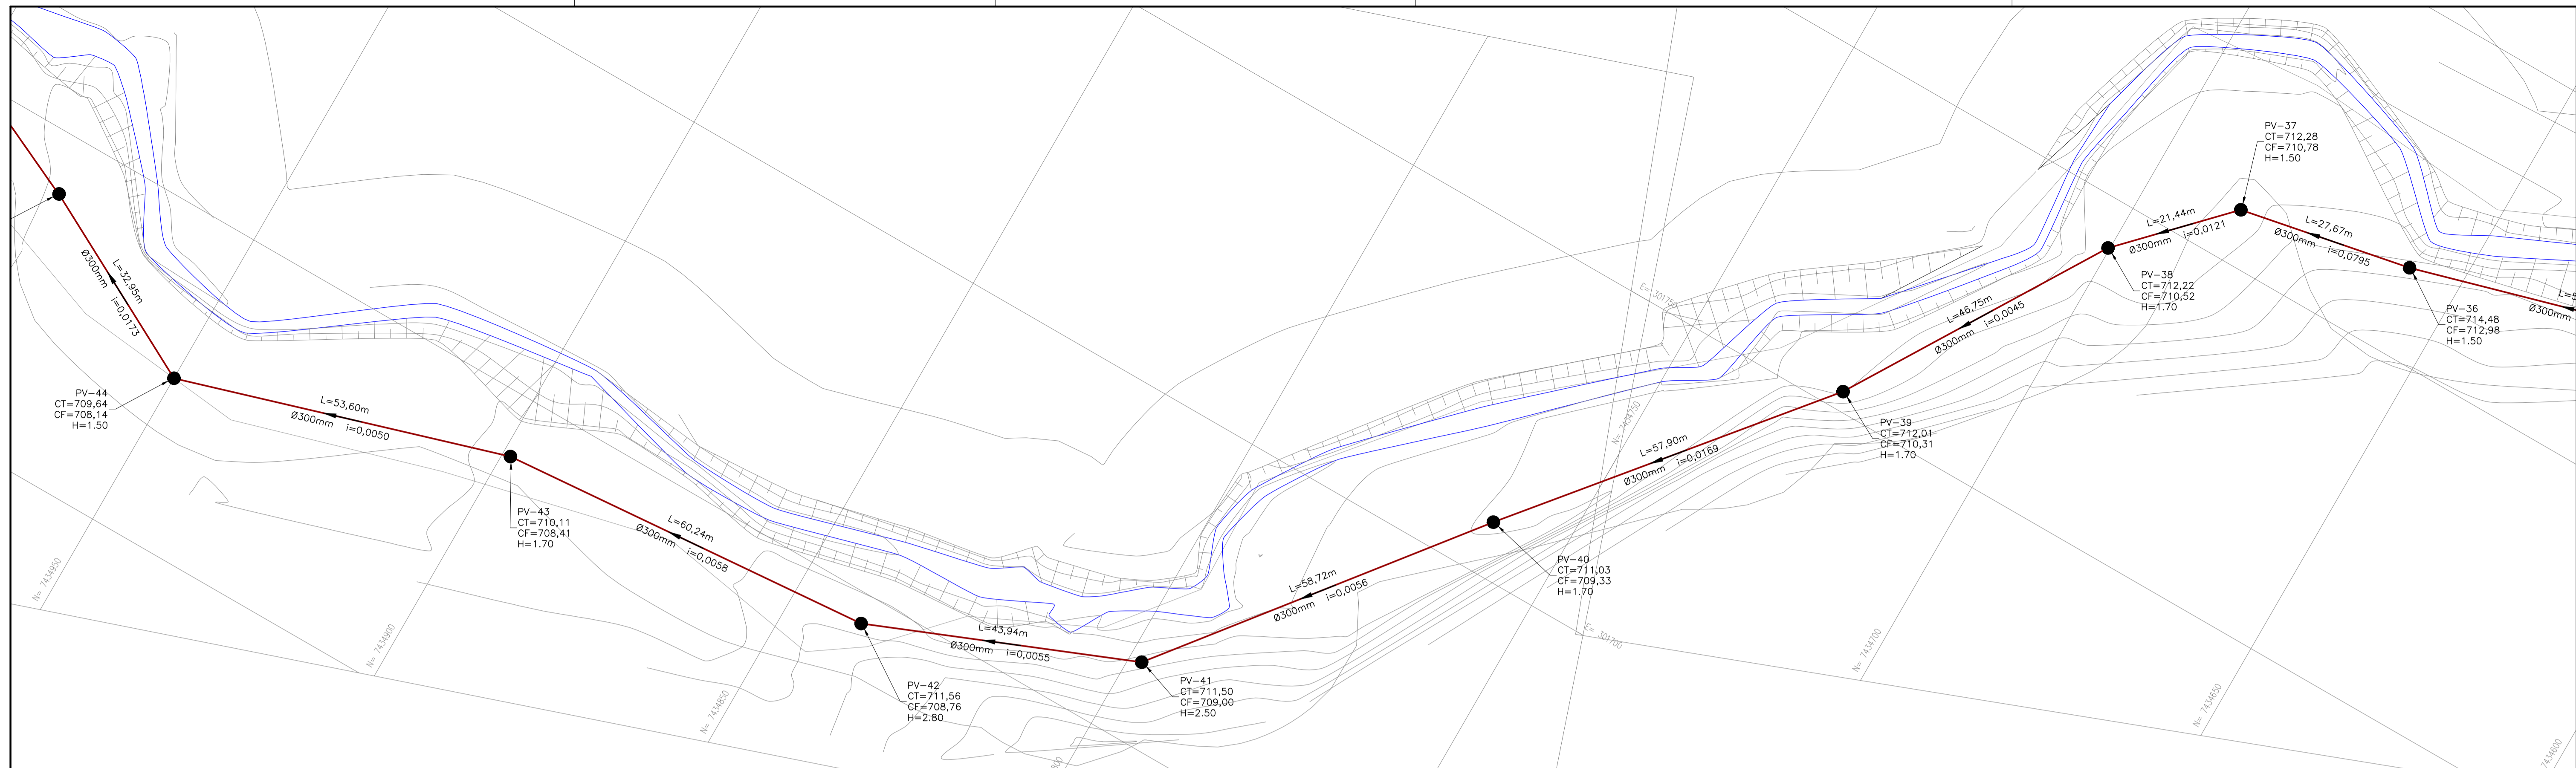 PV-37
CT=712,28
CF=710,78
H=1.50
L=21,44m
Ø300mm i=0,0121
L=27,67m
Ø300mm i=0,0795
PV-38
CT=712,22
CF=710,52
H=1.70
PV-36
CT=714,48
CF=712,98
H=1.50
Ø300mm
L=46,75m
Ø300mm i=0,0045
L=32,95m
Ø300mm i=0,0173
E= 301750
PV-44
CT=709,64
CF=708,14
H=1.50
L=53,60m
Ø300mm i=0,0050
N= 7434750
PV-39
CT=712,01
CF=710,31
H=1.70
L=57,90m
Ø300mm i=0,0169
PV-43
CT=710,11
CF=708,41
H=1.70
L=60,24m
Ø300mm i=0,0058
PV-40
CT=711,03
CF=709,33
H=1.70
L=58,72m
Ø300mm i=0,0056
N= 7434950
L=43,94m
Ø300mm i=0,0055
E= 301700
N= 7434900
N= 7434700
PV-42
CT=711,56
CF=708,76
H=2.80
PV-41
CT=711,50
CF=709,00
H=2.50
N= 7434850
N= 7434650
7434600